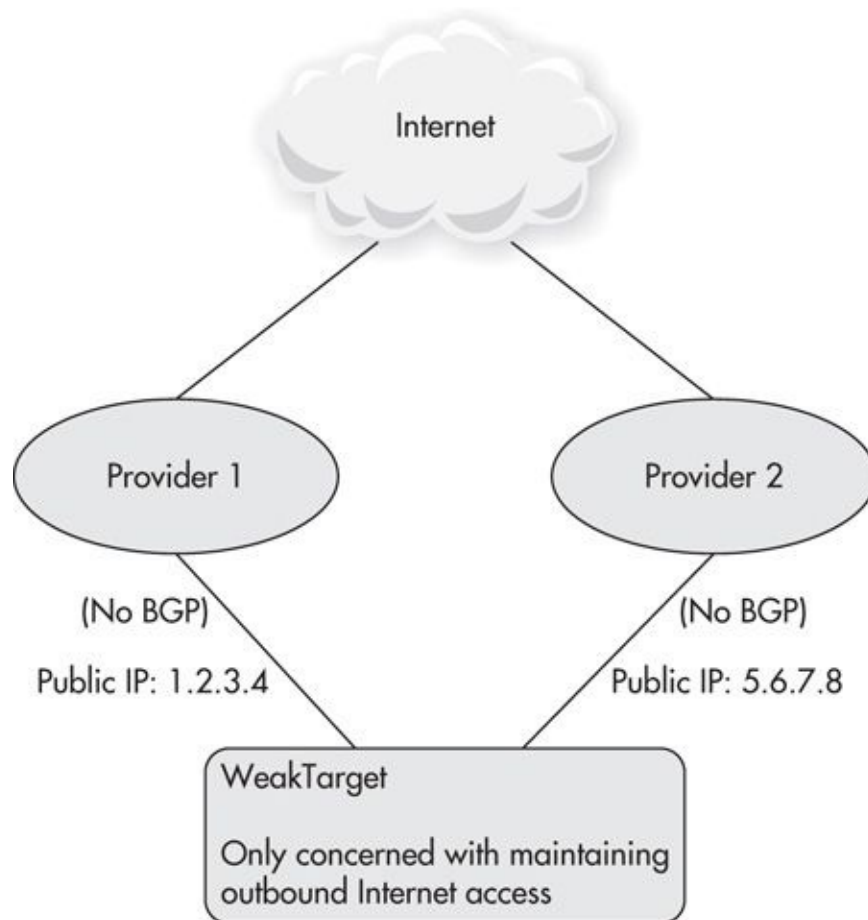 Internet
Provider 1
Provider 2
(No BGP)
(No BGP)
Public IP: 1.2.3.4
Public IP: 5.6.7.8
WeakTarget
Only concerned with maintaining
outbound Internet access